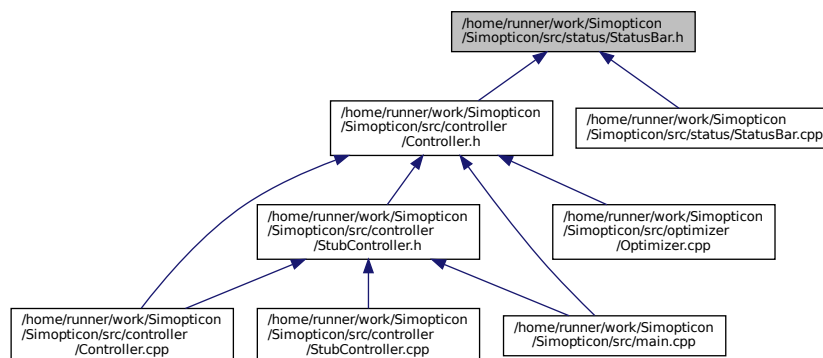 /home/runner/work/Simopticon
/Simopticon/src/status/StatusBar.h
/home/runner/work/Simopticon
/Simopticon/src/controller
/Controller.h
/home/runner/work/Simopticon
/Simopticon/src/status/StatusBar.cpp
/home/runner/work/Simopticon
/Simopticon/src/controller
/StubController.h
/home/runner/work/Simopticon
/Simopticon/src/optimizer
/Optimizer.cpp
/home/runner/work/Simopticon
/Simopticon/src/controller
/Controller.cpp
/home/runner/work/Simopticon
/Simopticon/src/controller
/StubController.cpp
/home/runner/work/Simopticon
/Simopticon/src/main.cpp